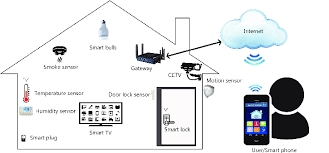 Smart bulbs
Internet
Smoke sensor
Gateway
CCTV
Motion sensor
Temperature sensor
Door lock sensor
Humidity sensor
Smart lock
Smart plug
Smart TV
User/Smart phone